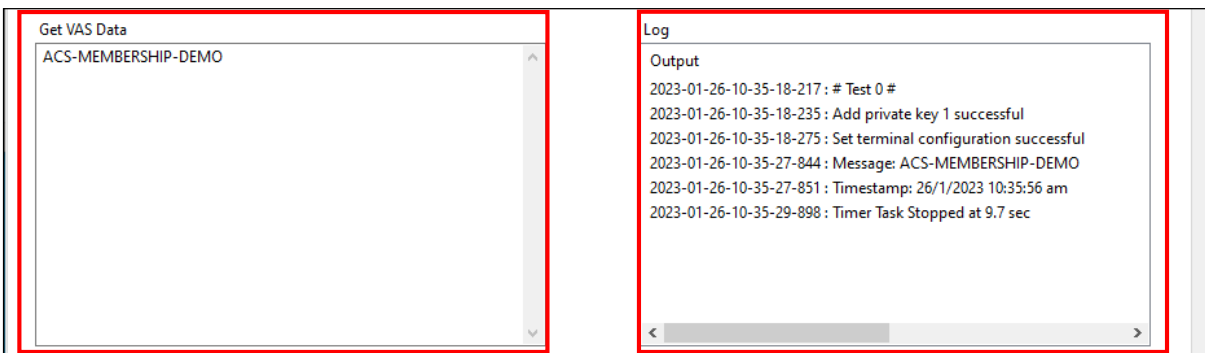 Get VAS Data
ACS-MEMBERSHIP-DEMO
Log
Output
2023-01-26-10-35-18-217 : # Test 0 #
2023-01-26-10-35-18-235 : Add private key 1 successful
2023-01-26-10-35-18-275 : Set terminal configuration successful
2023-01-26-10-35-27-844 : Message: ACS-MEMBERSHIP-DEMO
2023-01-26-10-35-27-851 : Timestamp: 26/1/2023 10:35:56 am
2023-01-26-10-35-29-898 : Timer Task Stopped at 9.7 sec